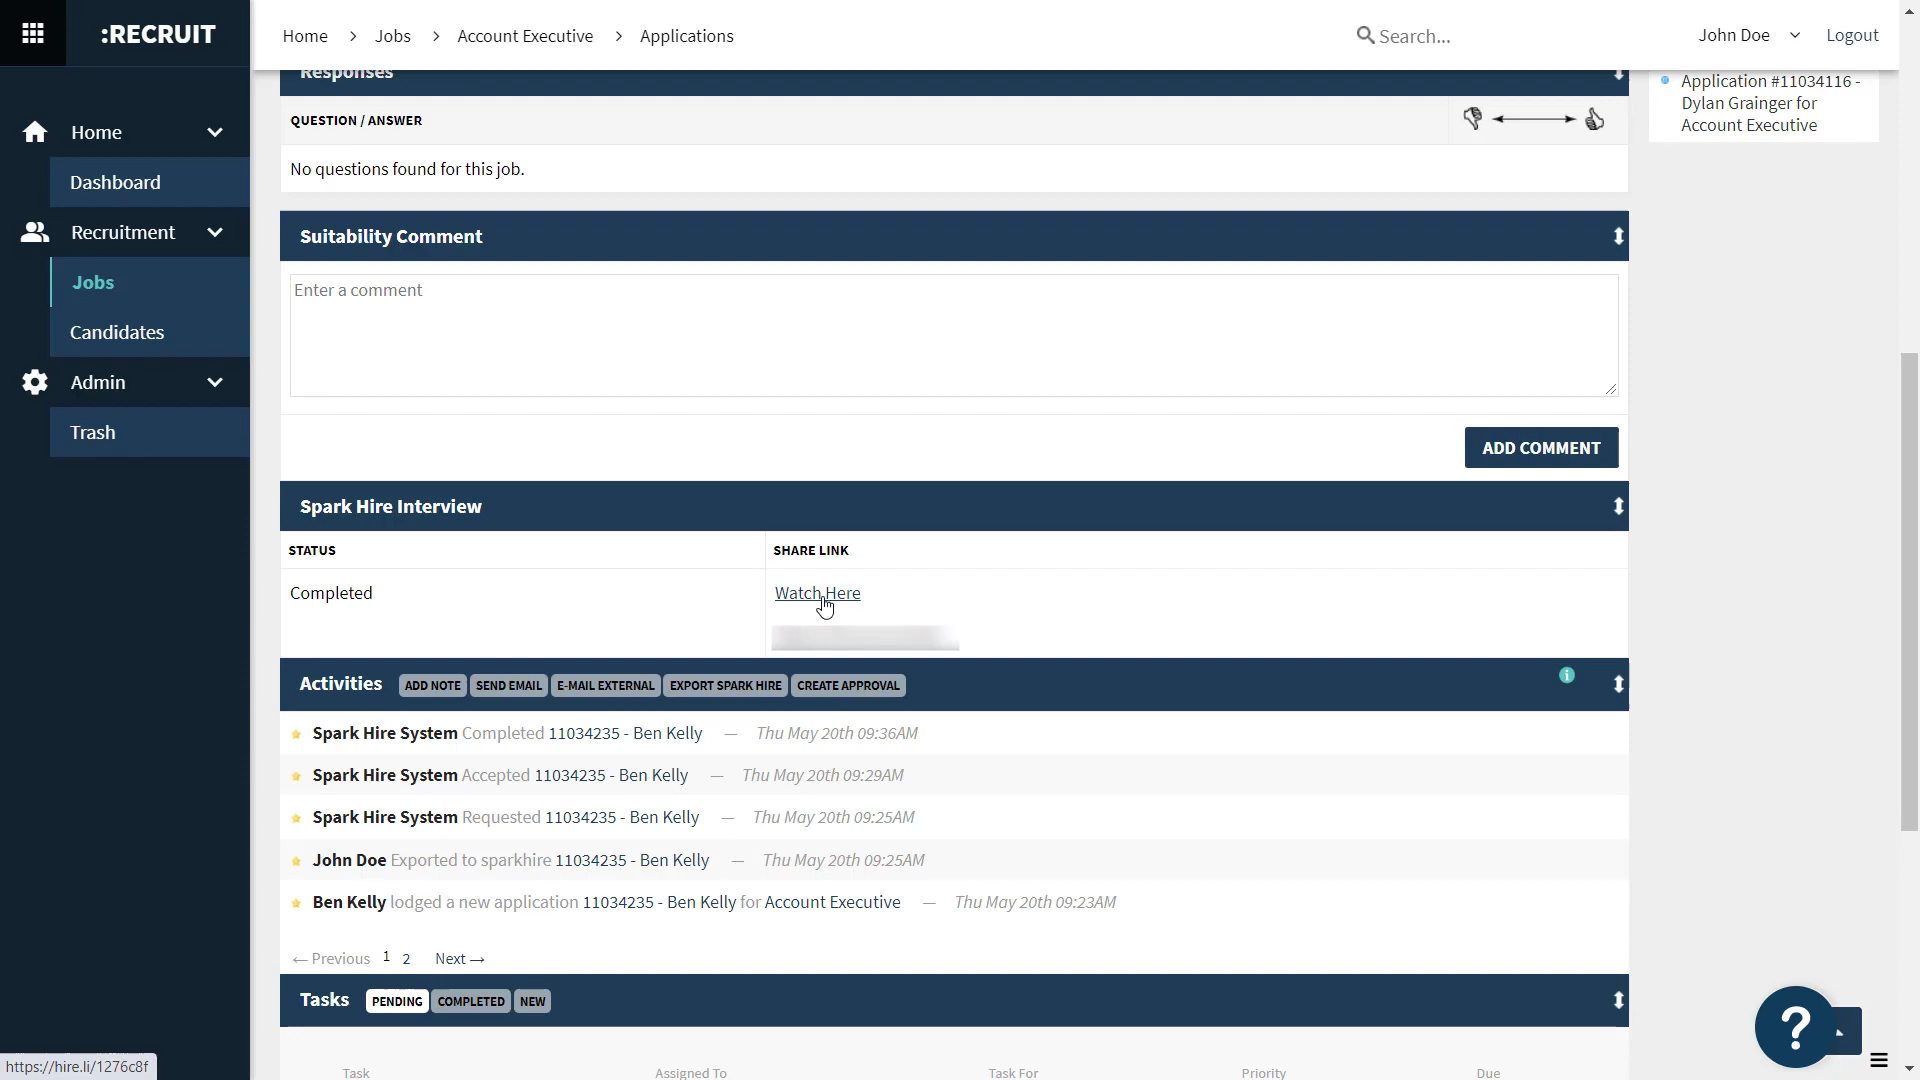 :RECRUIT
Home > Jobs > Account Executive > Applications
Search...
John Doe
Logout
Home
Dashboard
Recruitment
Jobs
Candidates
Admin
Trash
Responses
QUESTION / ANSWER
No questions found for this job.
Suitability Comment
Enter a comment
ADD COMMENT
Spark Hire Interview
STATUS SHARE LINK
Completed Watch Here
Activities ADD NOTE SEND EMAIL E-MAIL EXTERNAL EXPORT SPARK HIRE CREATE APPROVAL
Spark Hire System Completed 11034235 - Ben Kelly — Thu May 20th 09:36AM
Spark Hire System Accepted 11034235 - Ben Kelly — Thu May 20th 09:29AM
Spark Hire System Requested 11034235 - Ben Kelly — Thu May 20th 09:25AM
John Doe Exported to sparkhire 11034235 - Ben Kelly — Thu May 20th 09:25AM
Ben Kelly lodged a new application 11034235 - Ben Kelly for Account Executive — Thu May 20th 09:23AM
← Previous 1 2 Next →
Tasks PENDING COMPLETED NEW
Task Assigned To Task For Priority Due
Application #11034116 -
Dylan Grainger for
Account Executive
?
https://hire.li/1276c8f